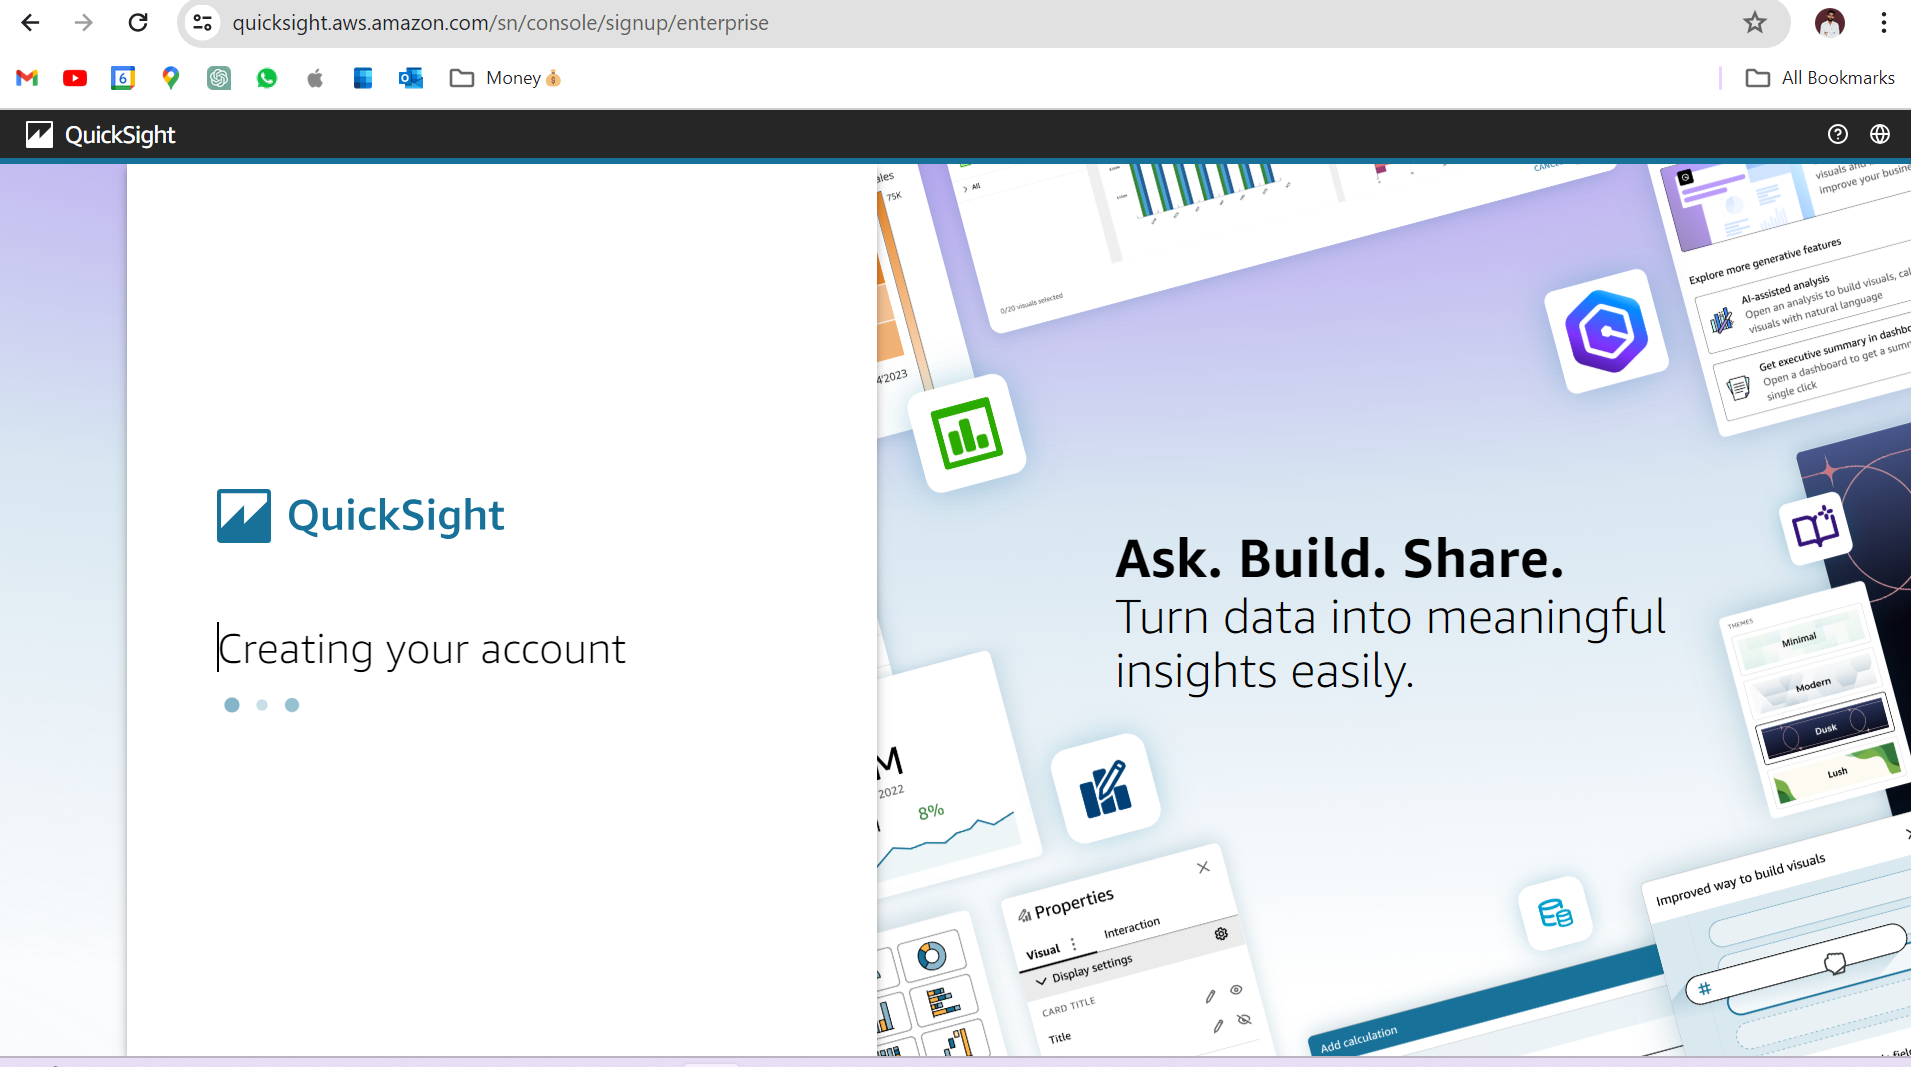 quicksight.aws.amazon.com/sn/console/signup/enterprise
6
Money
All Bookmarks
QuickSight
75K
All
0/20 visuals selected
4'2023
visuals and
improve your busine
Explore more generative features
AI-assisted analysis
Open an analysis to build visuals, cal
visuals with natural language
Get executive summary in dashbo
Open a dashboard to get a summ
single click
QuickSight
Creating your account
Ask. Build. Share.
Turn data into meaningful
insights easily.
THEMES
Minimal
Modern
Dusk
Lush
M
2022
8%
Properties
Visual
Interaction
Display settings
CARD TITLE
Title
Improved way to build visuals
Add calculation